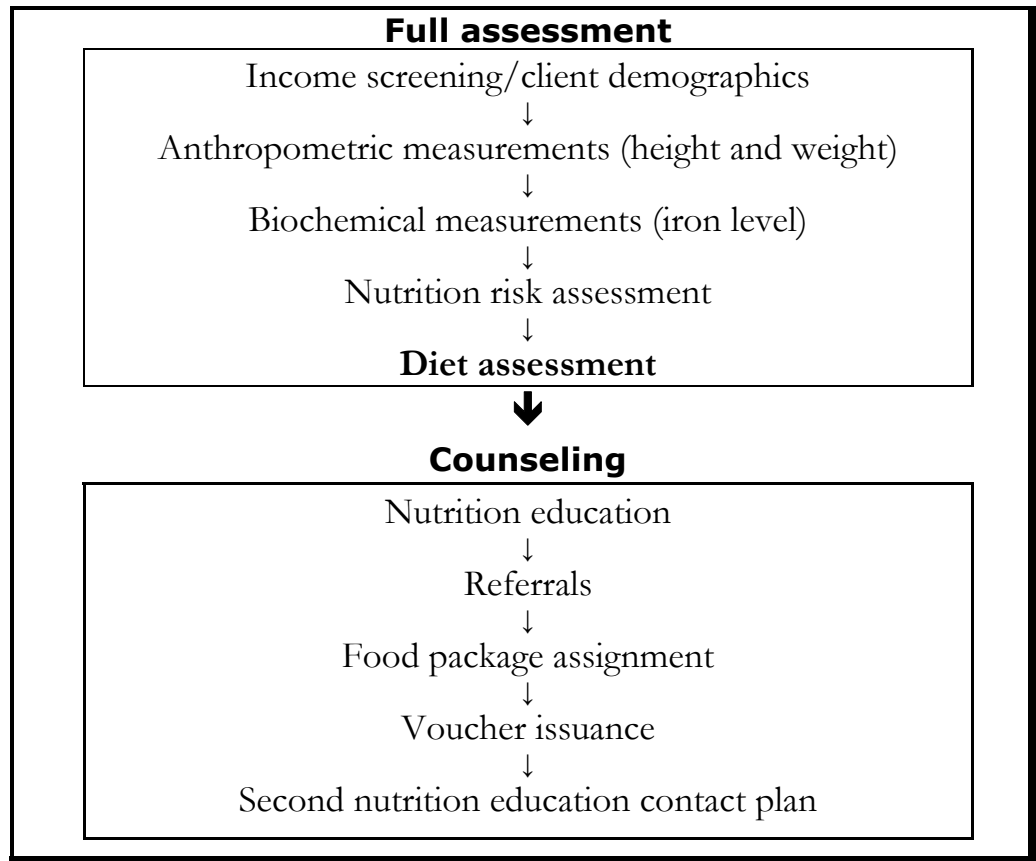 Full assessment
Income screening/client demographics
↓
Anthropometric measurements (height and weight)
↓
Biochemical measurements (iron level)
↓
Nutrition risk assessment
↓
Diet assessment
↓
Counseling
Nutrition education
↓
Referrals
↓
Food package assignment
↓
Voucher issuance
↓
Second nutrition education contact plan